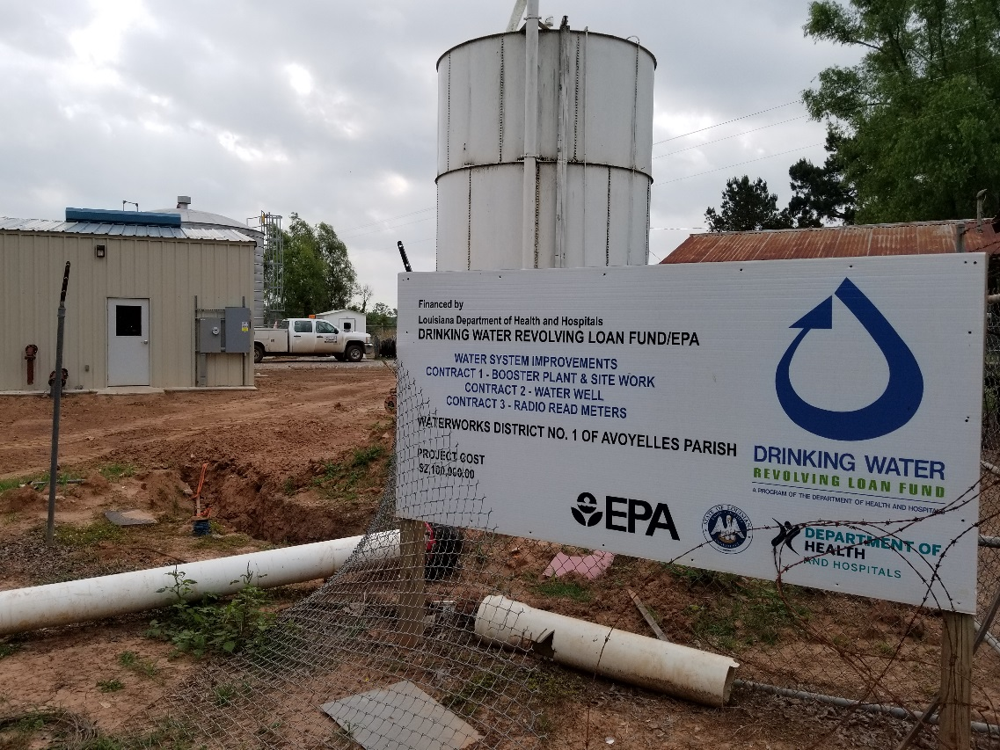 Financed by
Louisiana Department of Health and Hospitals
DRINKING WATER REVOLVING LOAN FUND/EPA
WATER SYSTEM IMPROVEMENTS
CONTRACT 1 - BOOSTER PLANT & SITE WORK
CONTRACT 2 - WATER WELL
CONTRACT 3 - RADIO READ METERS
WATERWORKS DISTRICT NO. 1 OF AVOYELLES PARISH
PROJECT COST
$2,100,000.00
DRINKING WATER
REVOLVING LOAN FUND
A PROGRAM OF THE DEPARTMENT OF HEALTH AND HOSPITALS
EPA
DEPARTMENT OF
HEALTH
AND HOSPITALS